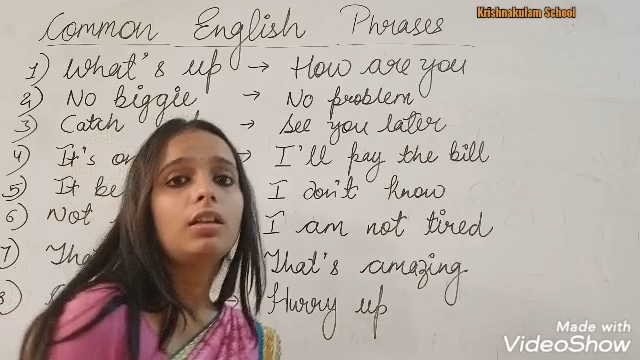 Krishnakulam School
Common English Phrases
1) What's up → How are you
2) No biggie → No problem
3) Catch → See you later
4) It's → I'll pay the bill
5) It → I don't know
6) Not I am not tired
7) That's amazing
8 → Hurry up
Made with
VideoShow